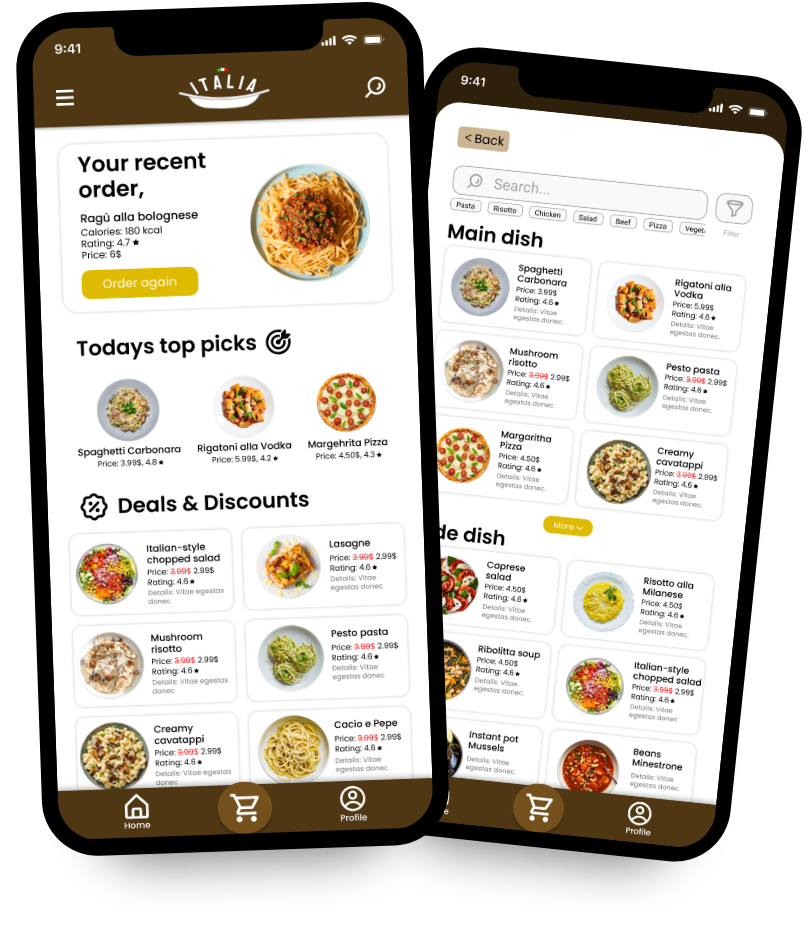 9:41
ITALIA
Your recent
order,
Ragù alla bolognese
Calories: 180 kcal
Rating: 4.7 ★
Price: 6$
Order again
Todays top picks
Spaghetti Carbonara
Price: 3.99$, 4.8 ★
Rigatoni alla Vodka
Price: 5.99$, 4.2 ★
Margehrita Pizza
Price: 4.50$, 4.3 ★
Deals & Discounts
Italian-style
chopped salad
Price: 3.99$ 2.99$
Rating: 4.6 ★
Details: Vitae egestas
donec
Lasagne
Price: 3.99$ 2.99$
Rating: 4.6 ★
Details: Vitae egestas
donec
Mushroom
risotto
Price: 3.99$ 2.99$
Rating: 4.6 ★
Details: Vitae egestas
donec
Pesto pasta
Price: 3.99$ 2.99$
Rating: 4.6 ★
Details: Vitae egestas
donec
Creamy
cavatappi
Price: 3.99$ 2.99$
Rating: 4.6 ★
Details: Vitae egestas
donec
Cacio e Pepe
Price: 3.99$ 2.99$
Rating: 4.6 ★
Details: Vitae egestas
donec
Home
Profile
9:41
< Back
Search...
Pasta
Risotto
Chicken
Salad
Beef
Pizza
Veget
Filter
Main dish
Spaghetti
Carbonara
Price: 3.99$
Rating: 4.6 ★
Details: Vitae
egestas donec.
Rigatoni alla
Vodka
Price: 5.99$
Rating: 4.6 ★
Details: Vitae
egestas donec.
Mushroom
risotto
Price: 3.99$ 2.99$
Rating: 4.6 ★
Details: Vitae
egestas donec.
Pesto pasta
Price: 3.99$ 2.99$
Rating: 4.6 ★
Details: Vitae
egestas donec.
Margaritha
Pizza
Price: 4.50$
Rating: 4.6 ★
Details: Vitae
egestas donec.
Creamy
cavatappi
Price: 3.99$ 2.99$
Rating: 4.6 ★
Details: Vitae
egestas donec.
More
de dish
Caprese
salad
Price: 4.50$
Rating: 4.6 ★
Details: Vitae
egestas donec.
Risotto alla
Milanese
Price: 4.50$
Rating: 4.6 ★
Details: Vitae
egestas donec.
Ribolitta soup
Price: 4.50$
Rating: 4.6 ★
Details: Vitae
egestas donec.
Italian-style
chopped salad
Price: 3.99$ 2.99$
Rating: 4.6 ★
Details: Vitae
egestas donec.
Instant pot
Mussels
Price: 4.50$
Rating: 4.6 ★
Details: Vitae
egestas donec.
Beans
Minestrone
Price: 4.50$
Rating: 4.6 ★
Details: Vitae
egestas donec.
e
Profile